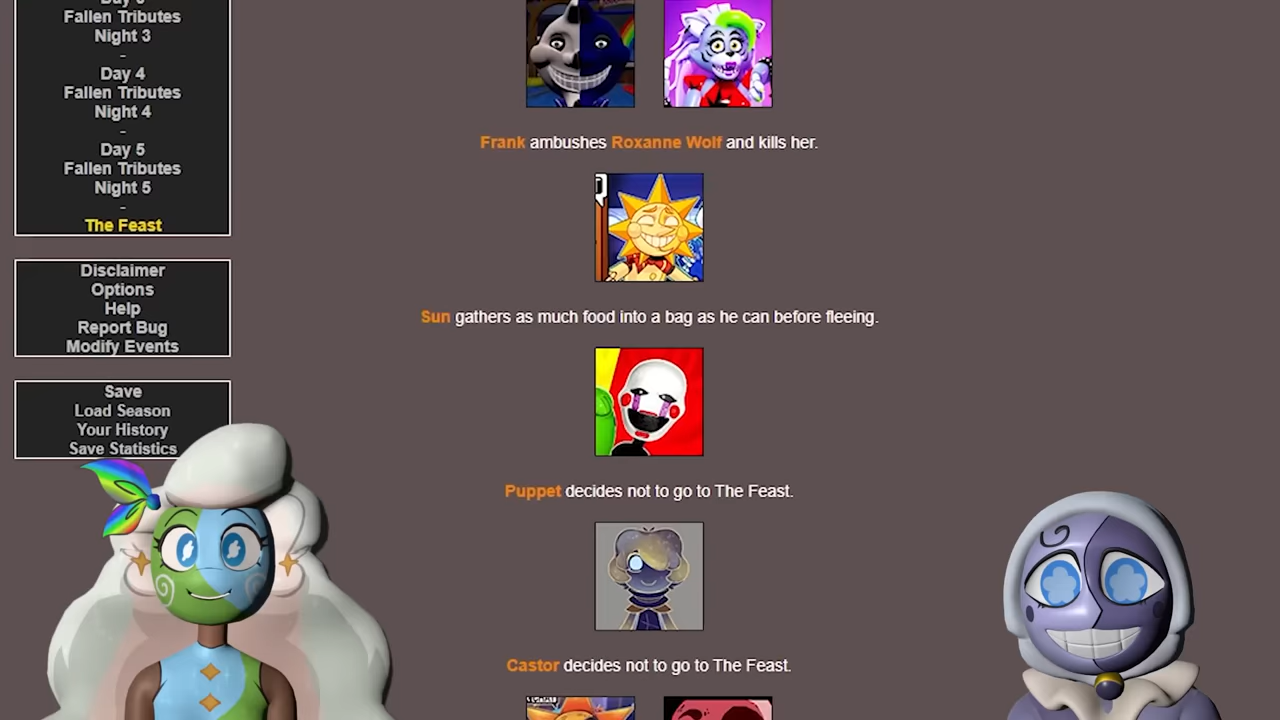 Fallen Tributes
Night 3
-
Day 4
Fallen Tributes
Night 4
-
Day 5
Fallen Tributes
Night 5
-
The Feast
Disclaimer
Options
Help
Report Bug
Modify Events
Save
Load Season
Your History
Save Statistics
Frank ambushes Roxanne Wolf and kills her.
Sun gathers as much food into a bag as he can before fleeing.
Puppet decides not to go to The Feast.
Castor decides not to go to The Feast.